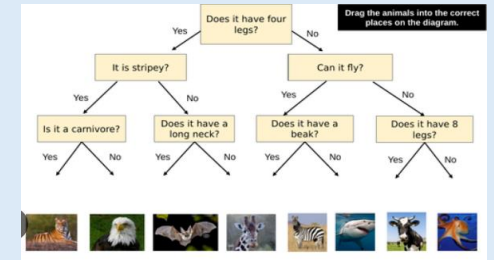 Does it have four
legs?
Drag the animals into the correct
places on the diagram.
Yes
No
It is stripey?
Can it fly?
Yes
No
Yes
No
Is it a carnivore?
Does it have a
long neck?
Does it have a
beak?
Does it have 8
legs?
Yes
No
Yes
No
Yes
No
Yes
No